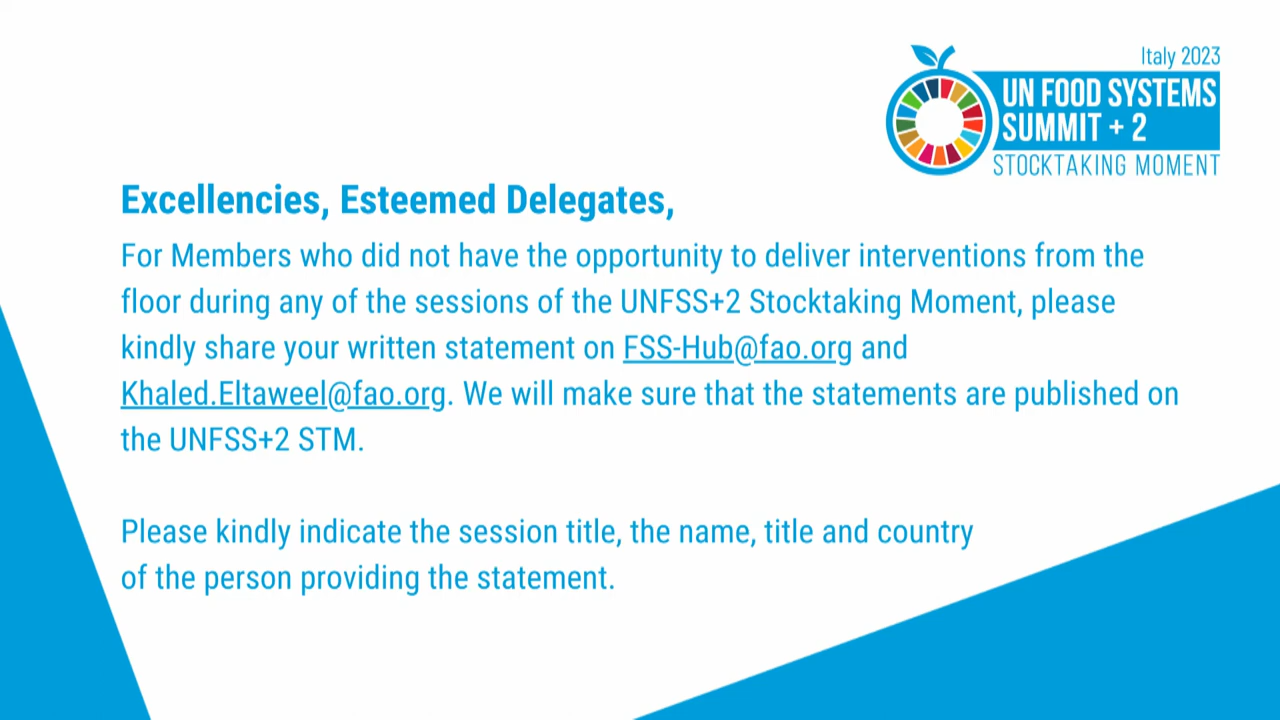 Italy 2023
UN FOOD SYSTEMS
SUMMIT + 2
STOCKTAKING MOMENT
Excellencies, Esteemed Delegates,
For Members who did not have the opportunity to deliver interventions from the
floor during any of the sessions of the UNFSS+2 Stocktaking Moment, please
kindly share your written statement on FSS-Hub@fao.org and
Khaled.Eltaweel@fao.org. We will make sure that the statements are published on
the UNFSS+2 STM.
Please kindly indicate the session title, the name, title and country
of the person providing the statement.